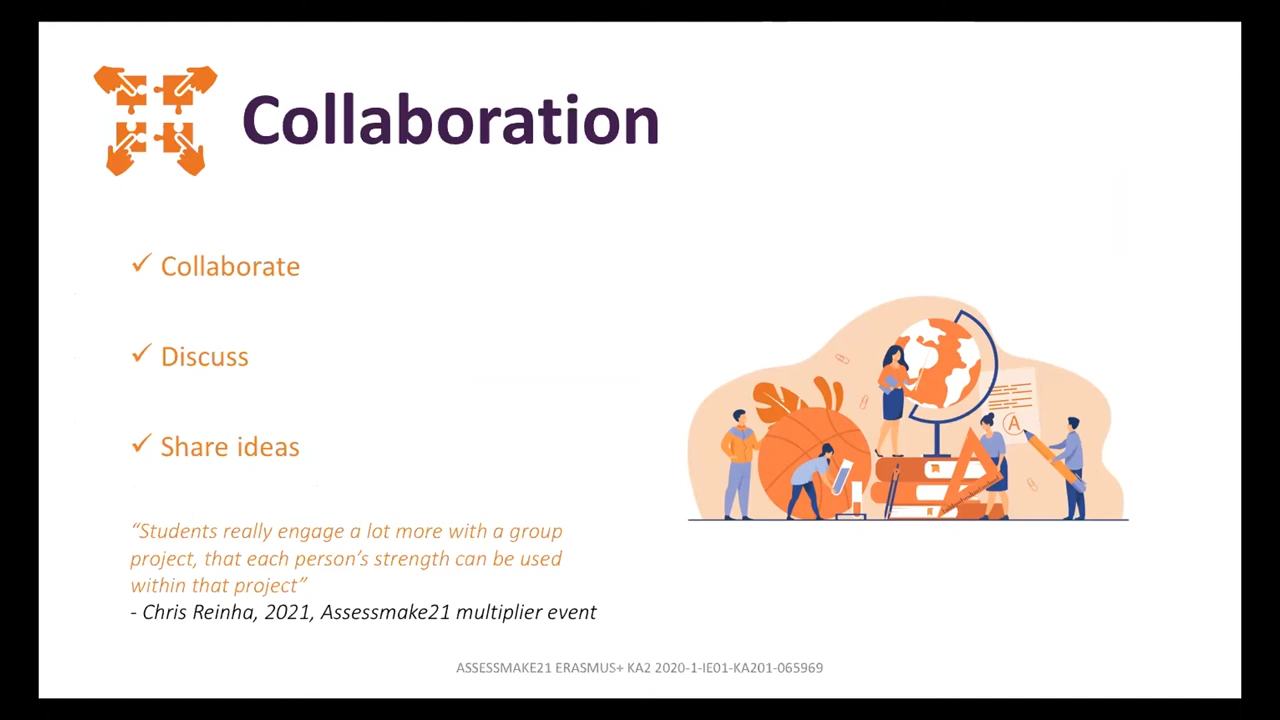 Collaboration
✓ Collaborate
✓ Discuss
✓ Share ideas
A
“Students really engage a lot more with a group
project, that each person’s strength can be used
within that project”
- Chris Reinha, 2021, Assessmake21 multiplier event
ASSESSMAKE21 ERASMUS+ KA2 2020-1-IE01-KA201-065969